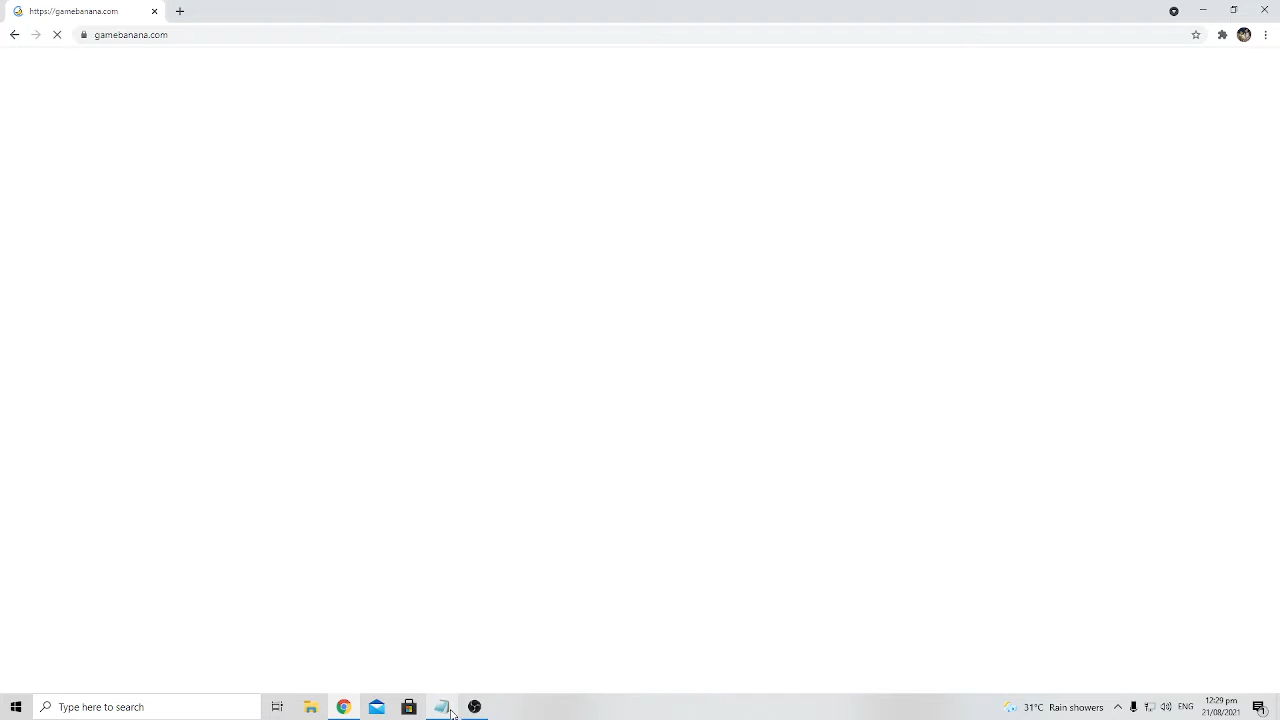 https://gamebanana.com
gamebanana.com
Type here to search
31°C Rain showers
ENG
12:29 pm
21/08/2021
1